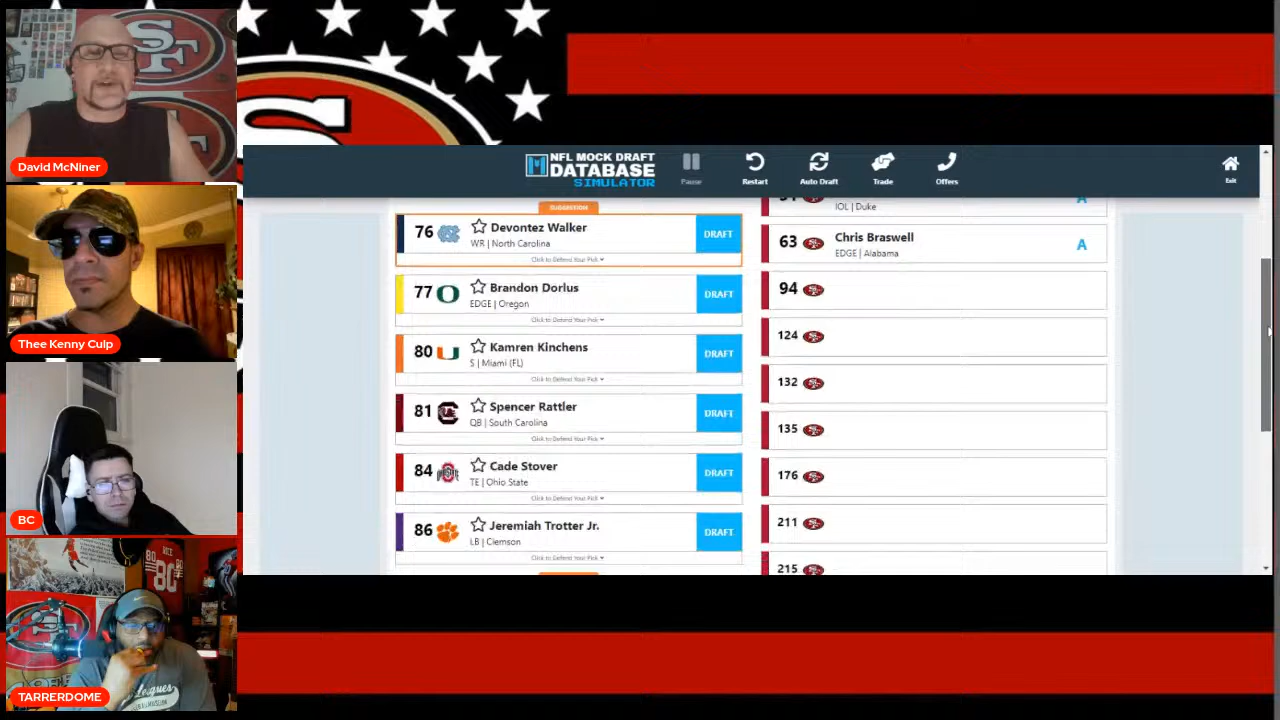 David McNiner
Thee Kenny Culp
BC
TARRERDOME
NFL MOCK DRAFT
DATABASE
SIMULATOR
Pause
Restart
Auto Draft
Trade
Offers
Exit
Suggestion
76
Devontez Walker
WR | North Carolina
DRAFT
Click to Defend Your Pick
77
Brandon Dorlus
EDGE | Oregon
DRAFT
Click to Defend Your Pick
80
Kamren Kinchens
S | Miami (FL)
DRAFT
Click to Defend Your Pick
81
Spencer Rattler
QB | South Carolina
DRAFT
Click to Defend Your Pick
84
Cade Stover
TE | Ohio State
DRAFT
Click to Defend Your Pick
86
Jeremiah Trotter Jr.
LB | Clemson
DRAFT
Click to Defend Your Pick
IOL | Duke
A
63
Chris Braswell
EDGE | Alabama
A
94
124
132
135
176
211
215
RICE
80
80
SF